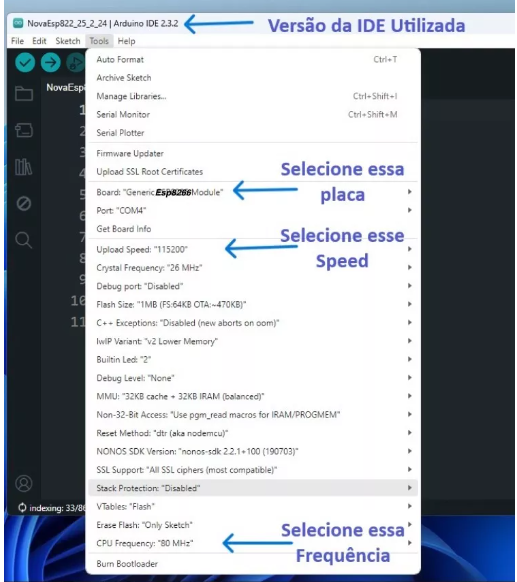 NovaEsp822_25_2_24 | Arduino IDE 2.3.2
Versão da IDE Utilizada
File Edit Sketch Tools Help
Auto Format Ctrl+T
Archive Sketch
NovaEsp
Manage Libraries... Ctrl+Shift+I
1
Serial Monitor Ctrl+Shift+M
2
Serial Plotter
3
Firmware Updater
4
Upload SSL Root Certificates
Selecione essa
placa
5
Board: "Generic Esp8266 Module"
6
Port: "COM4"
7
Get Board Info
Selecione esse
Speed
8
Upload Speed: "115200"
9
Crystal Frequency: "26 MHz"
Debug port: "Disabled"
10
Flash Size: "1MB (FS:64KB OTA:~470KB)"
11
C++ Exceptions: "Disabled (new aborts on oom)"
lwIP Variant: "v2 Lower Memory"
Builtin Led: "2"
Debug Level: "None"
MMU: "32KB cache + 32KB IRAM (balanced)"
Non-32-Bit Access: "Use pgm_read macros for IRAM/PROGMEM"
Reset Method: "dtr (aka nodemcu)"
NONOS SDK Version: "nonos-sdk 2.2.1+100 (190703)"
SSL Support: "All SSL ciphers (most compatible)"
Stack Protection: "Disabled"
indexing: 33/86
VTables: "Flash"
Erase Flash: "Only Sketch"
Selecione essa
Frequência
CPU Frequency: "80 MHz"
Burn Bootloader